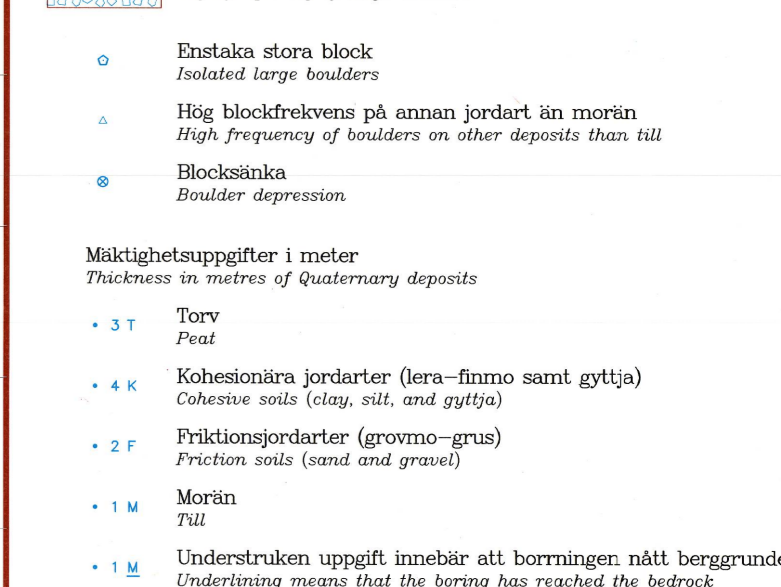 Enstaka stora block
Isolated large boulders
Hög blockfrekvens på annan jordart än morän
High frequency of boulders on other deposits than till
Blocksänka
Boulder depression
Mäktighetsuppgifter i meter
Thickness in metres of Quaternary deposits
3 T Torv
Peat
4 K Kohesionära jordarter (lera-finmo samt gyttja)
Cohesive soils (clay, silt, and gyttja)
2 F Friktionsjordarter (grovmo-grus)
Friction soils (sand and gravel)
1 M Morän
Till
1 M Understruken uppgift innebär att borrningen nått
Underlining means that the boring has reached the bedrock